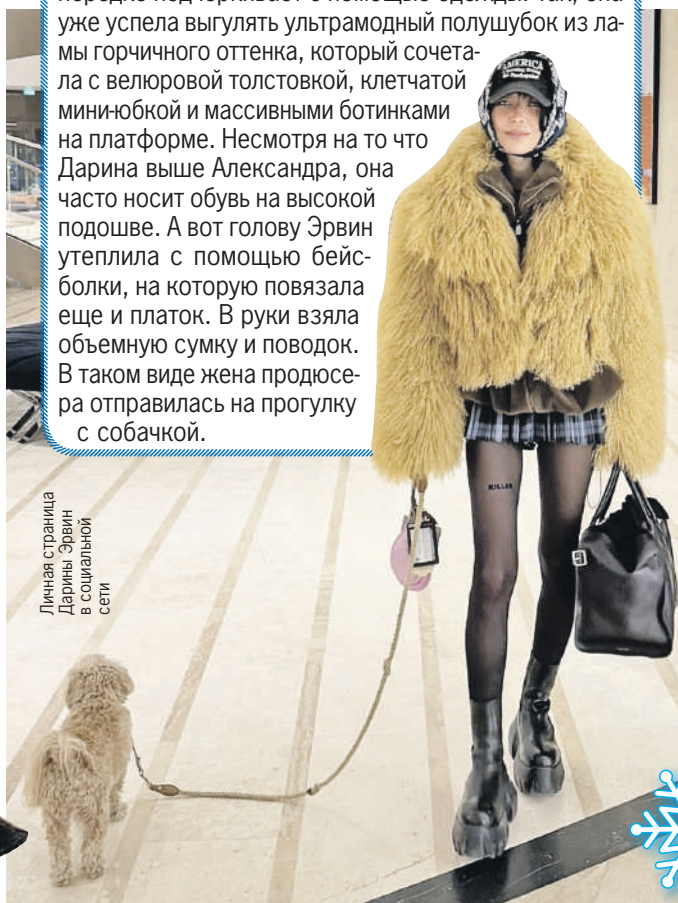 уже успела выгулять ультрамодный полушубок из ла-
мы горчичного оттенка, который сочета-
ла с велюровой толстовкой, клетчатой
мини-юбкой и массивными ботинками
на платформе. Несмотря на то что
Дарина выше Александра, она
часто носит обувь на высокой
подошве. А вот голову Эрвин
утеплила с помощью бейс-
болки, на которую повязала
еще и платок. В руки взяла
объемную сумку и поводок.
В таком виде жена продюсе-
ра отправилась на прогулку
с собачкой.
AMERICA
KILLER
Личная страница
Дарины Эрвин
в социальной
сети